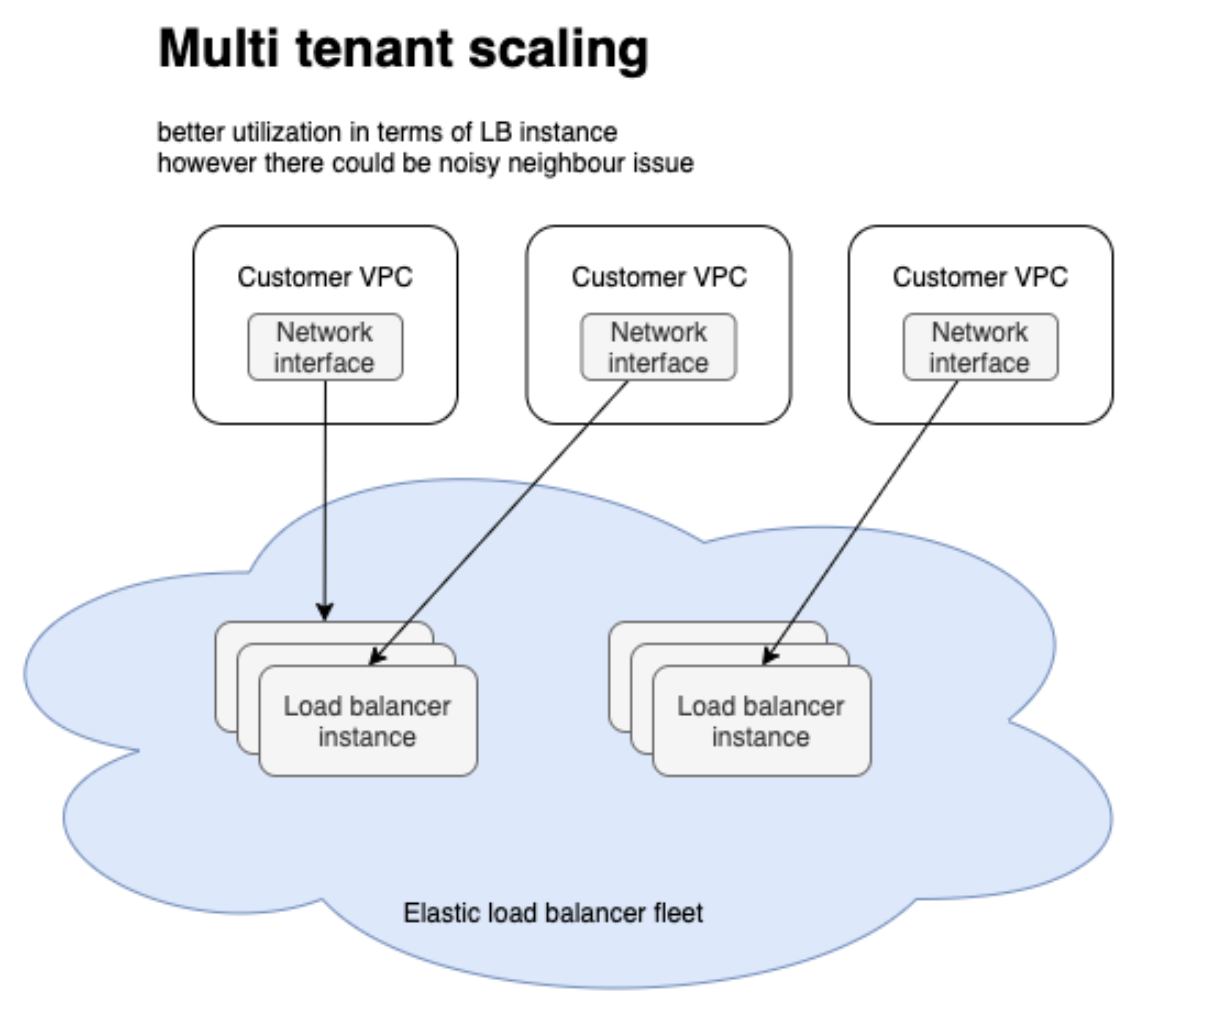 Multi tenant scaling
better utilization in terms of LB instance
however there could be noisy neighbour issue
Customer VPC
Network
interface
Customer VPC
Network
interface
Customer VPC
Network
interface
Load balancer
instance
Load balancer
instance
Elastic load balancer fleet